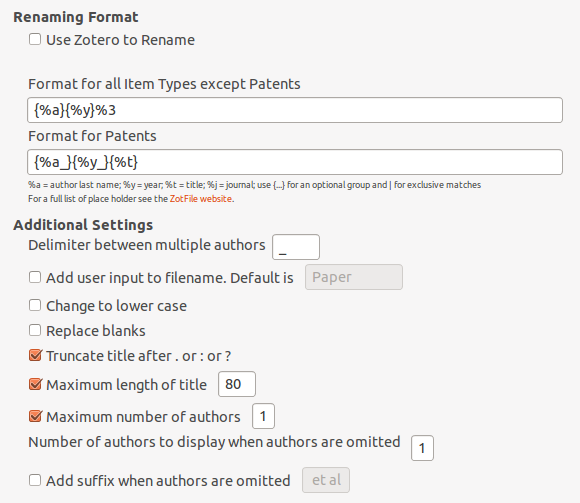 Renaming Format
Use Zotero to Rename
Format for all Item Types except Patents
{%a}{%y}%3
Format for Patents
{%a_}{%y_}{%t}
%a = author last name; %y = year; %t = title; %j = journal; use {...} for an optional group and | for exclusive matches
For a full list of place holder see the ZotFile website.
Additional Settings
Delimiter between multiple authors _
Add user input to filename. Default is Paper
Change to lower case
Replace blanks
Truncate title after . or : or ?
Maximum length of title 80
Maximum number of authors 1
Number of authors to display when authors are omitted 1
Add suffix when authors are omitted et al